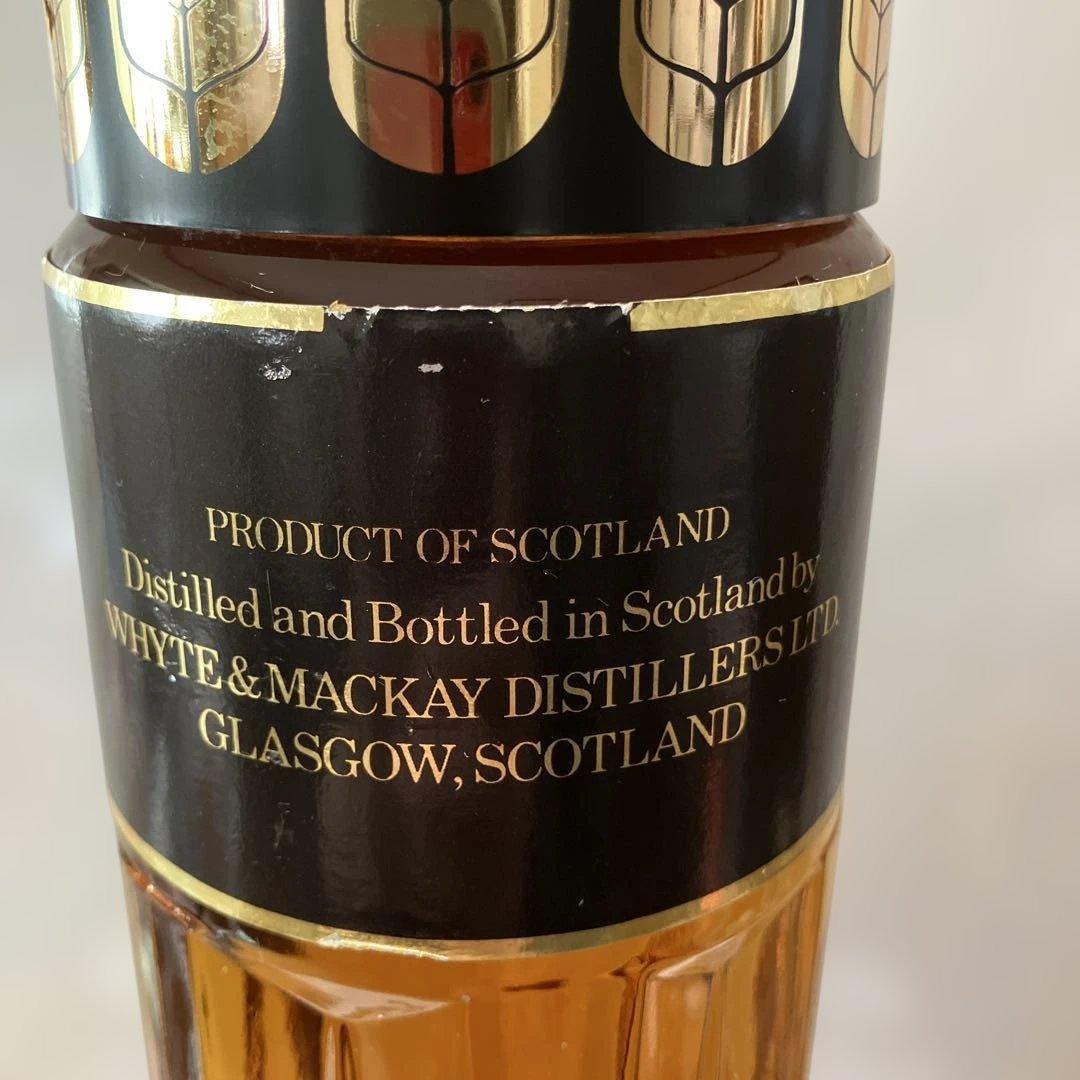 PRODUCT OF SCOTLAND
Distilled and Bottled in Scotland by
WHYTE & MACKAY DISTILLERS LTD.
GLASGOW, SCOTLAND